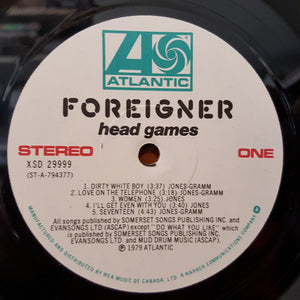 ATLANTIC
FOREIGNER
head games
STEREO ONE
XSD 29999
(ST-A-794377)
1. DIRTY WHITE BOY (3:37) JONES-GRAMM
2. LOVE ON THE TELEPHONE (3:18) JONES-GRAMM
3. WOMEN (3:25) JONES
4. I'LL GET EVEN WITH YOU (3:40) JONES
5. SEVENTEEN (4:43) JONES-GRAMM
All songs published by SOMERSET SONGS PUBLISHING INC. and
EVANSONGS LTD (ASCAP) except "DO WHAT YOU LIKE" which
is published by SOMERSET SONGS PUBLISHING INC.,
EVANSONGS LTD. and MUD DRUM MUSIC (ASCAP).
℗ 1979 ATLANTIC
MANUFACTURED AND DISTRIBUTED BY WEA MUSIC OF CANADA, LTD. A WARNER COMMUNICATIONS COMPANY